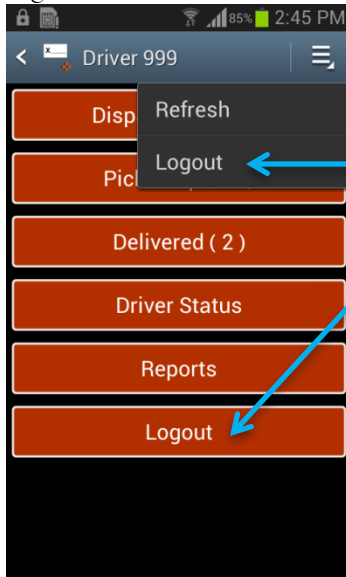 85% 2:45 PM
Driver 999
Refresh
Logout
Delivered ( 2 )
Driver Status
Reports
Logout